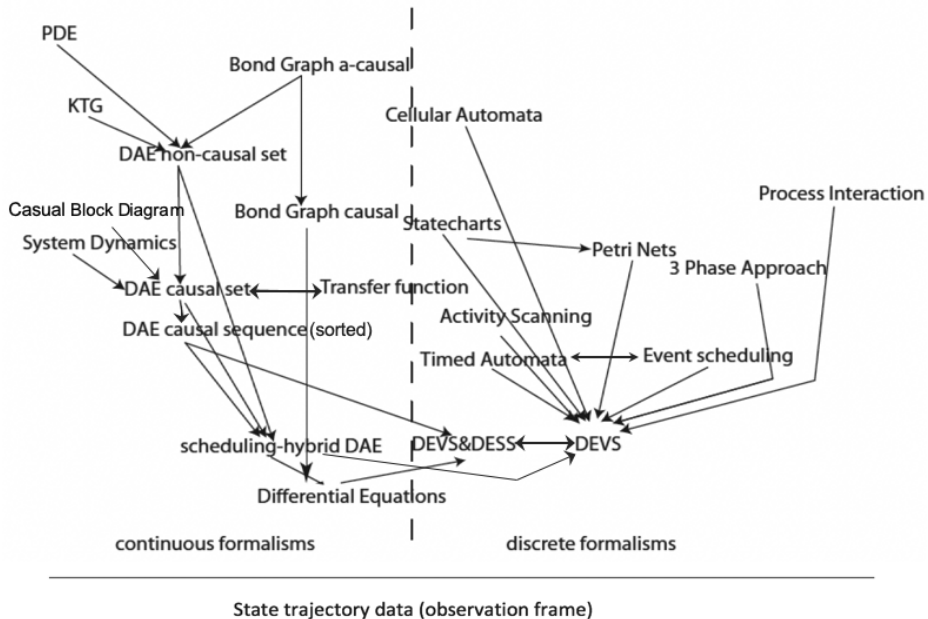 PDE
Bond Graph a-causal
KTG
Cellular Automata
DAE non-causal set
Process Interaction
Casual Block Diagram
Bond Graph causal
Statecharts
System Dynamics
Petri Nets
3 Phase Approach
DAE causal set
Transfer function
Activity Scanning
DAE causal sequence (sorted)
Timed Automata
Event scheduling
scheduling-hybrid DAE
DEVS&DESS
DEVS
Differential Equations
continuous formalisms
discrete formalisms
State trajectory data (observation frame)